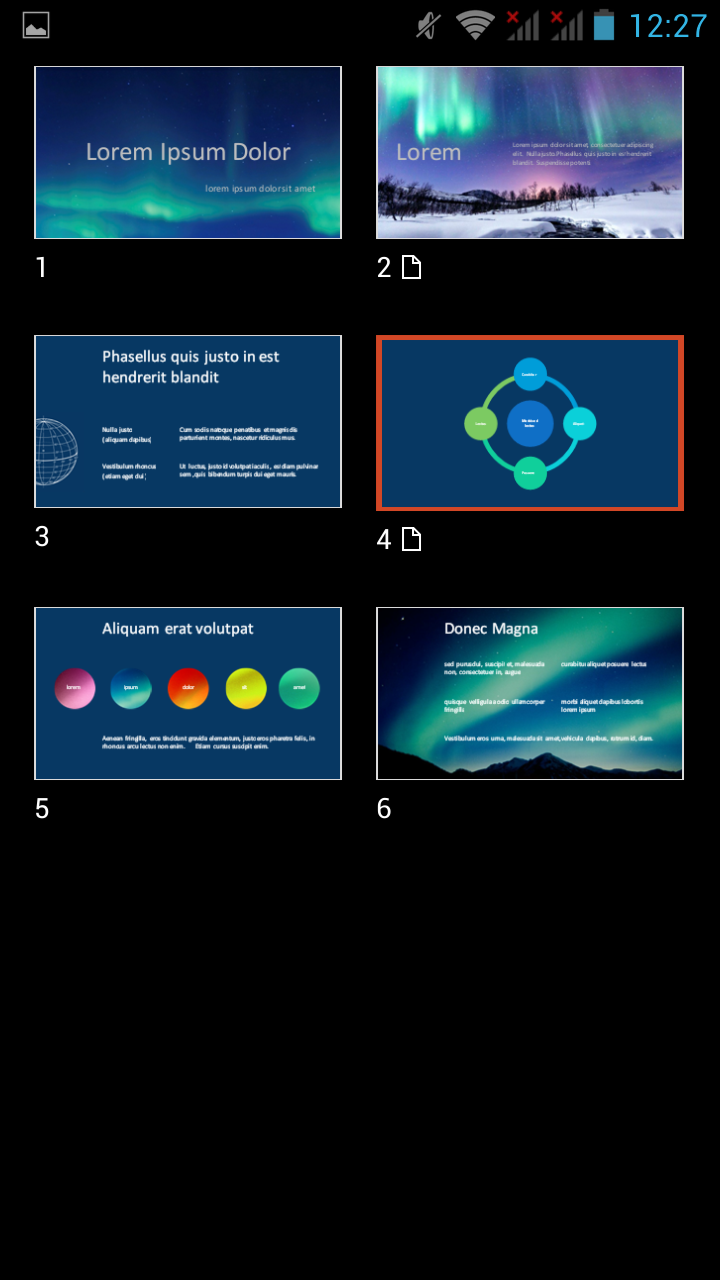 12:27
Lorem Ipsum Dolor
lorem ipsum dolor sit amet
1
Lorem
Lorem ipsum dolor sit amet, consectetuer adipiscing
elit. Nulla justo Phasellus quis justo in est hendrerit
blandit. Suspendisse potenti
2
Phasellus quis justo in est
hendrerit blandit
Nulla justo
(aliquam dapibus)
Cum sociis natoque penatibus et magnis dis
parturient montes, nascetur ridiculus mus.
Vestibulum rhoncus
(etiam eget dui)
Ut luctus, justo id volutpat iaculis, est diam pulvinar
sem, quis bibendum turpis dui eget mauris.
3
Aliquet
4
Aliquam erat volutpat
lorem
ipsum
dolor
sit
amet
Aenean fringilla, eros tincidunt gravida elementum, justo eros pharetra felis, in
rhoncus arcu lectus non enim. Etiam cursus suscipit enim.
5
Donec Magna
sed purusdui, suscipit et, malesuada
non, consectetuer in, augue
curabitur aliquet posuere lectus
quisque velligula a odio ullamcorper
fringilla
morbi aliquet dapibus lobortis
lorem ipsum
Vestibulum eros urna, malesuada sit amet, vehicula dapibus, rutrum id, diam.
6